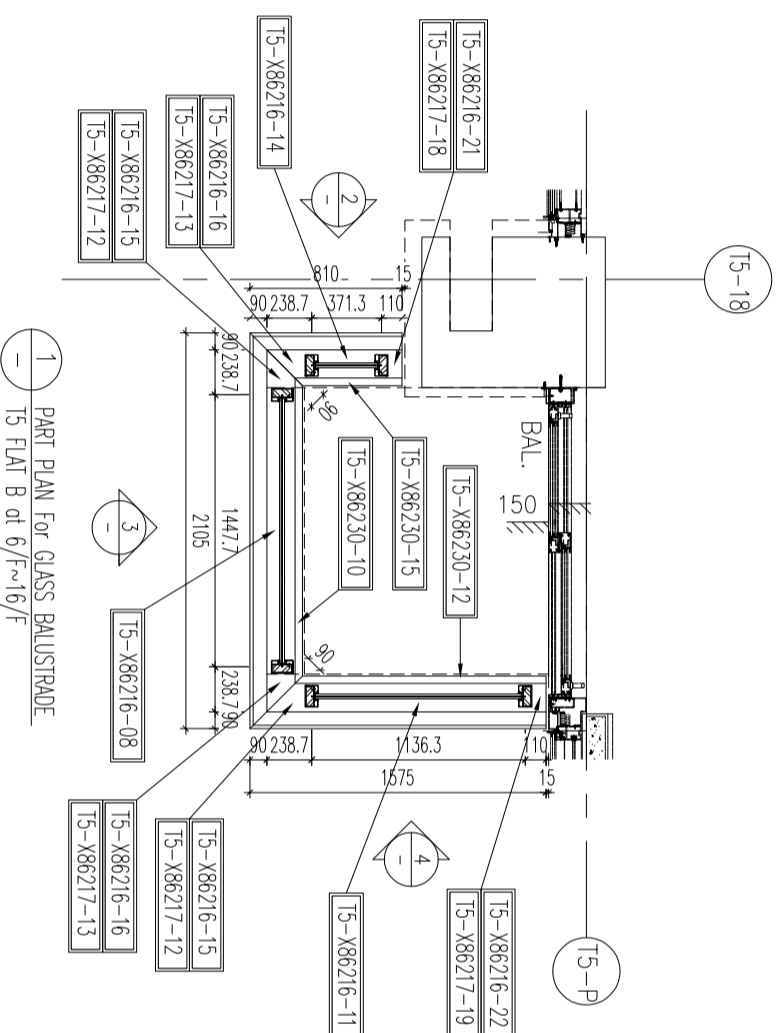 T5-18
T5-P
T5-X86216-21
T5-X86217-18
T5-X86216-14
T5-X86216-16
T5-X86217-13
T5-X86216-15
T5-X86217-12
2
-
BAL.
150
810
15
90
238.7
371.3
110
90
238.7
1447.7
238.7
90
2105
90
90
T5-X86230-12
T5-X86230-15
T5-X86230-10
3
-
T5-X86216-08
90
238.7
1136.3
110
1575
15
4
-
T5-X86216-22
T5-X86217-19
T5-X86216-11
T5-X86216-15
T5-X86217-12
T5-X86216-16
T5-X86217-13
1
-
PART PLAN For GLASS BALUSTRADE
T5 FLAT B at 6/F~16/F